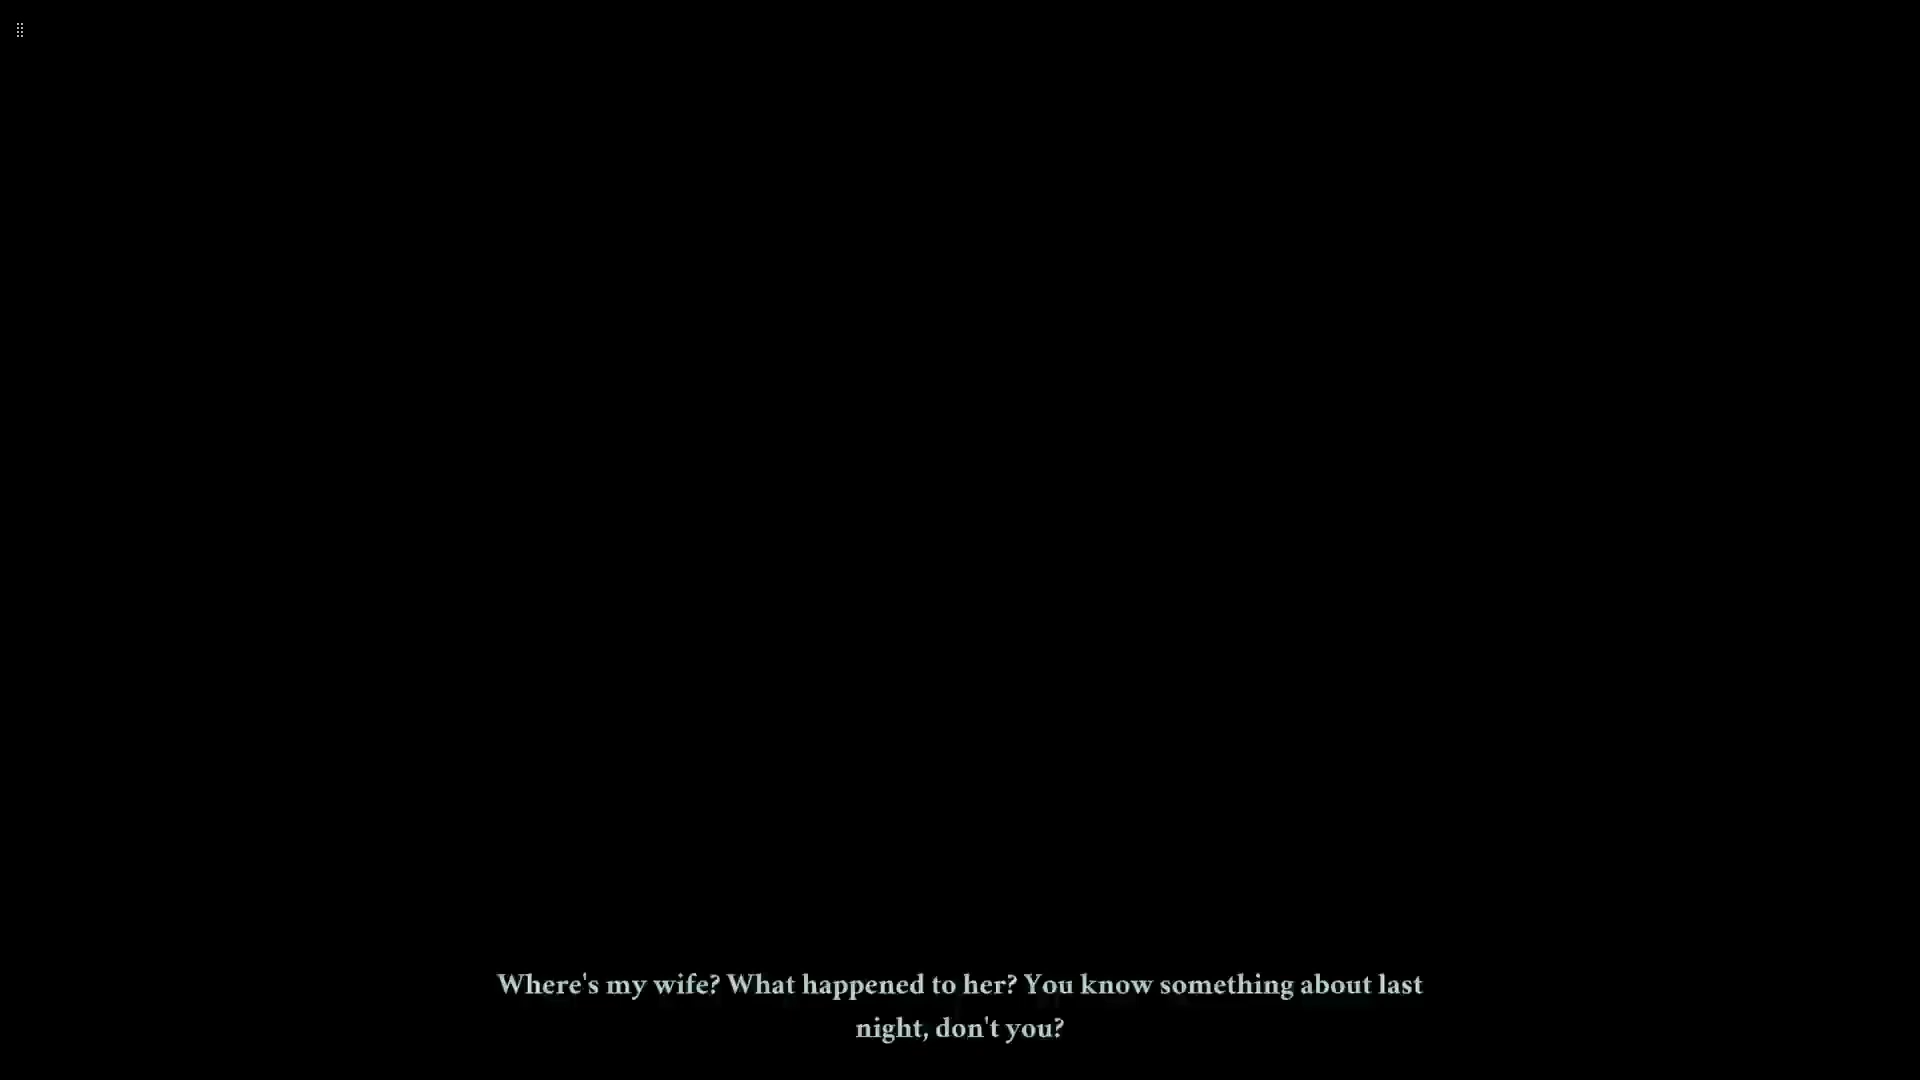 Where's my wife? What happened to her? You know something about last
night, don't you?